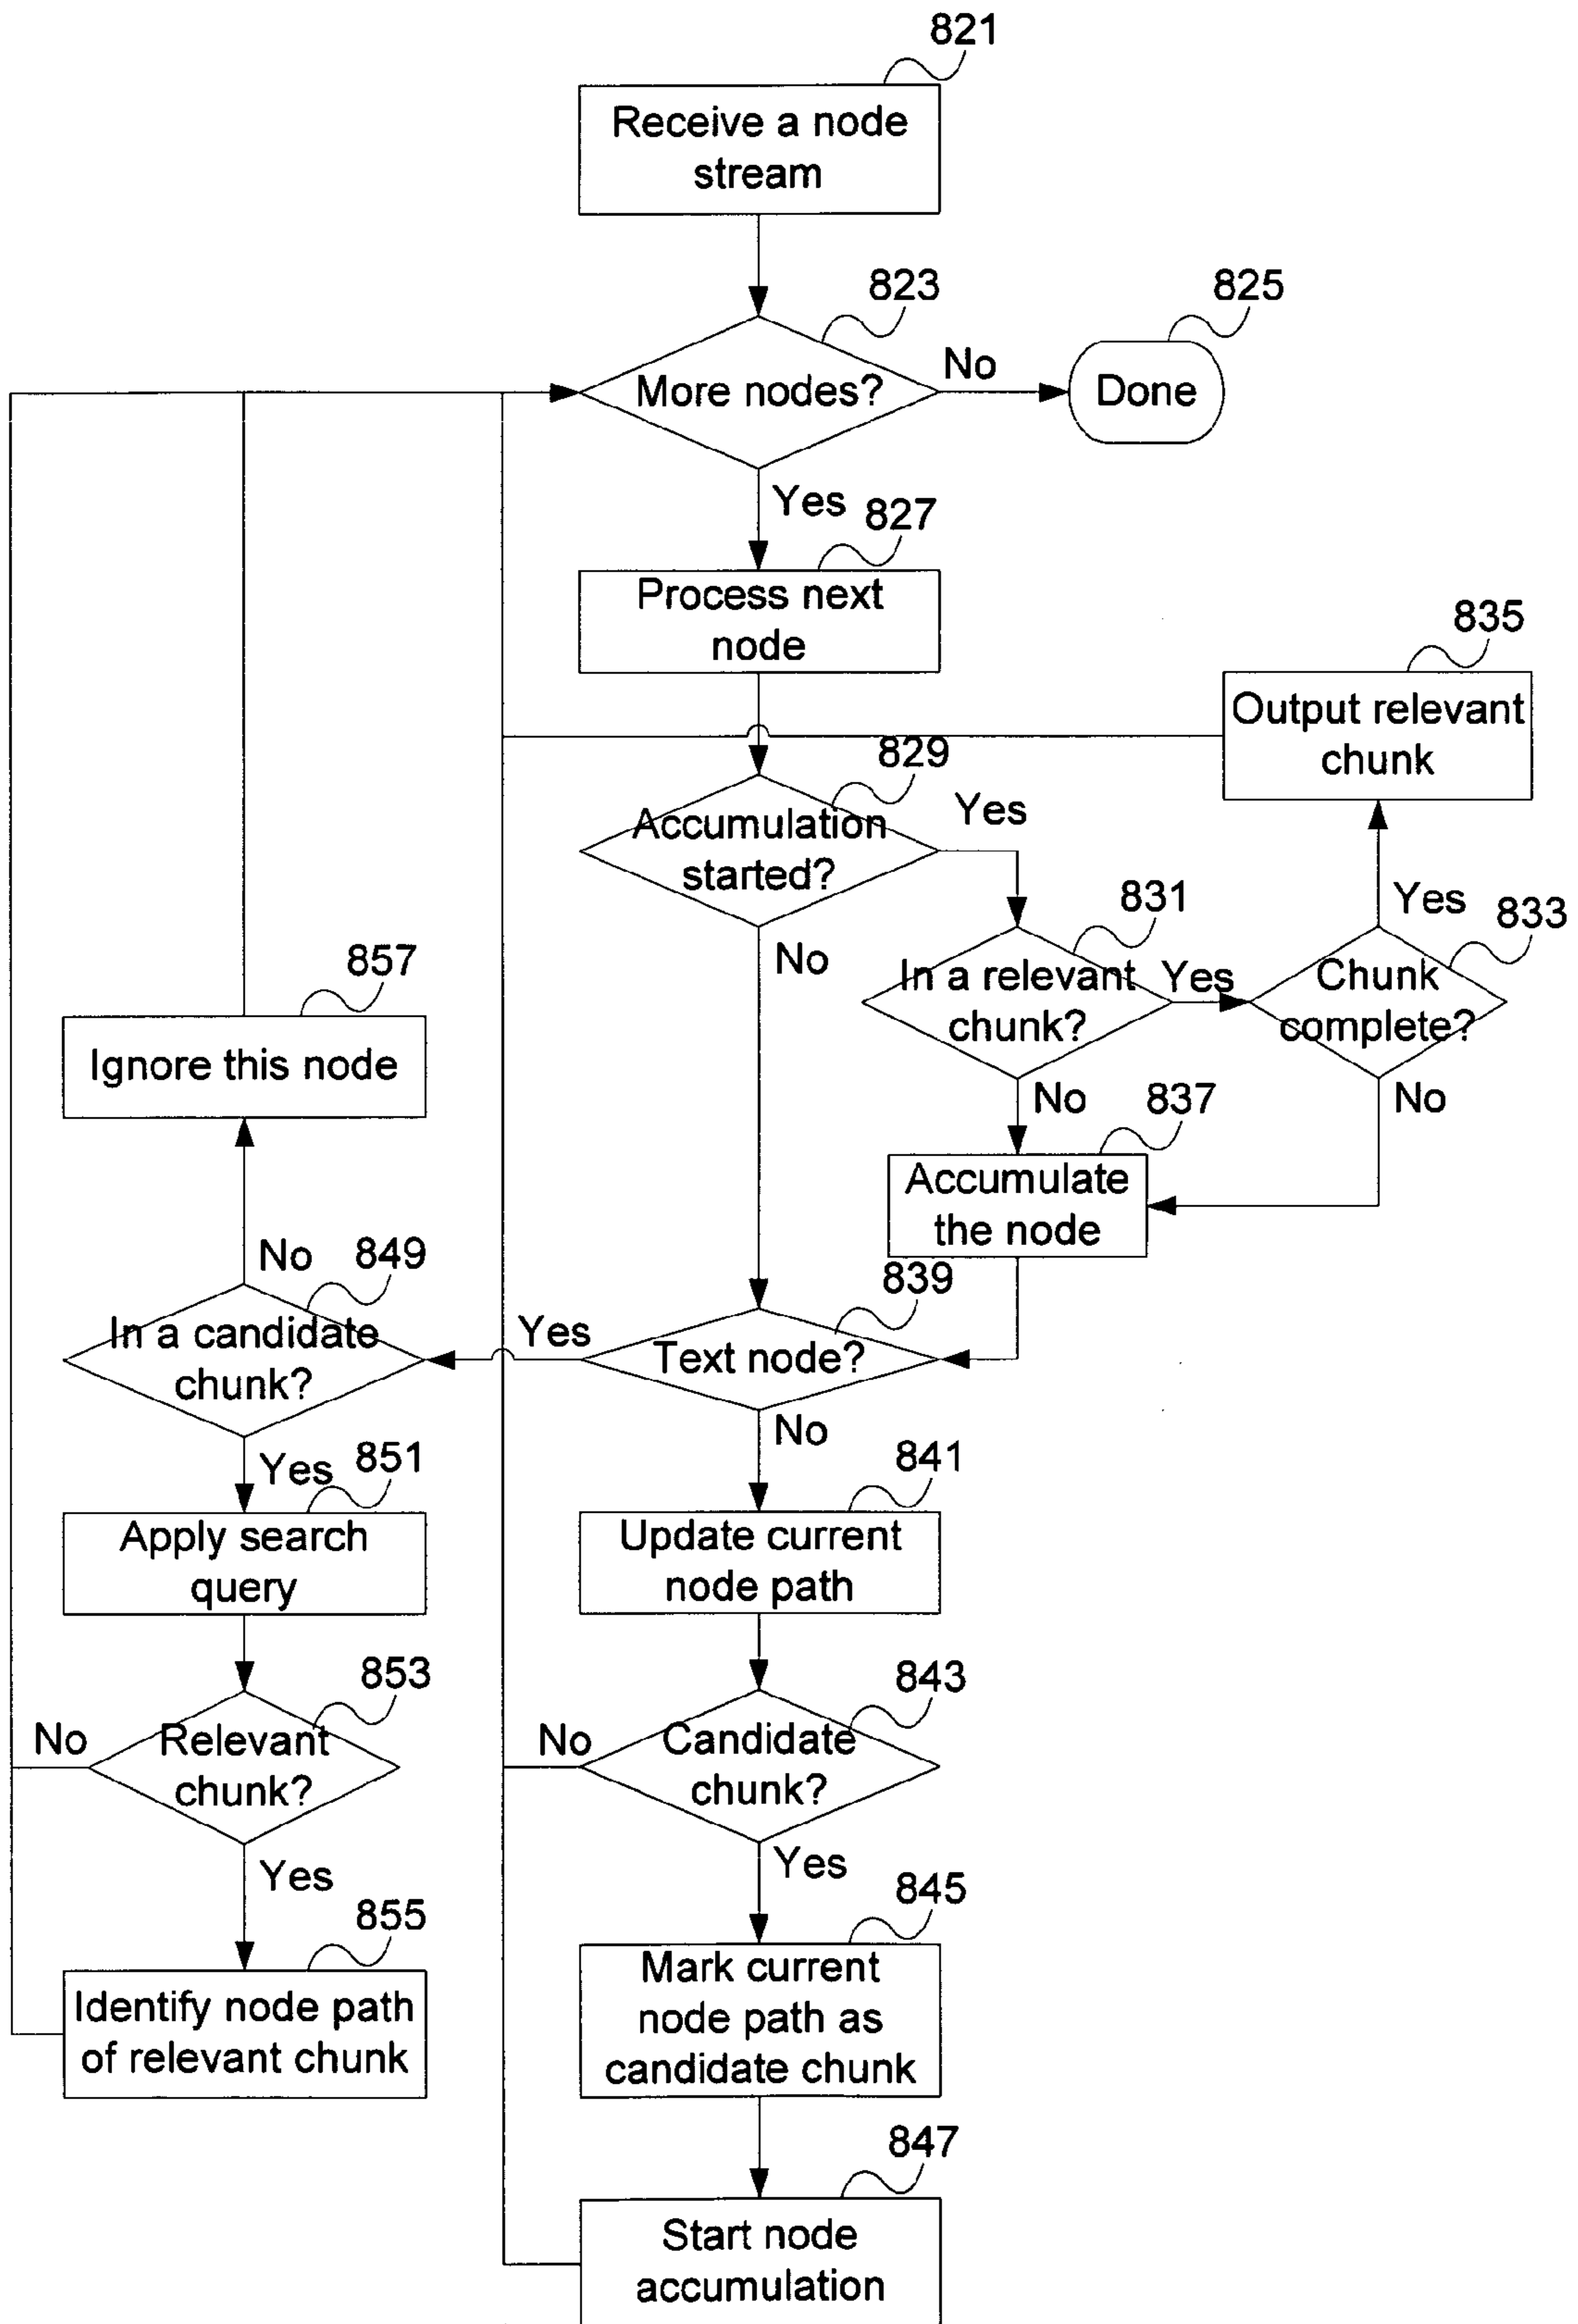 821
Receive a node
stream
823
825
More nodes?
No
Done
Yes
827
Process next
node
835
Output relevant
chunk
829
Accumulation
started?
Yes
831
Yes
833
In a relevant
chunk?
Yes
Chunk
complete?
No
857
Ignore this node
No
837
No
Accumulate
the node
No
849
839
In a candidate
chunk?
Yes
Text node?
No
Yes
851
841
Apply search
query
Update current
node path
853
843
No
Relevant
chunk?
No
Candidate
chunk?
Yes
Yes
855
845
Identify node path
of relevant chunk
Mark current
node path as
candidate chunk
847
Start node
accumulation